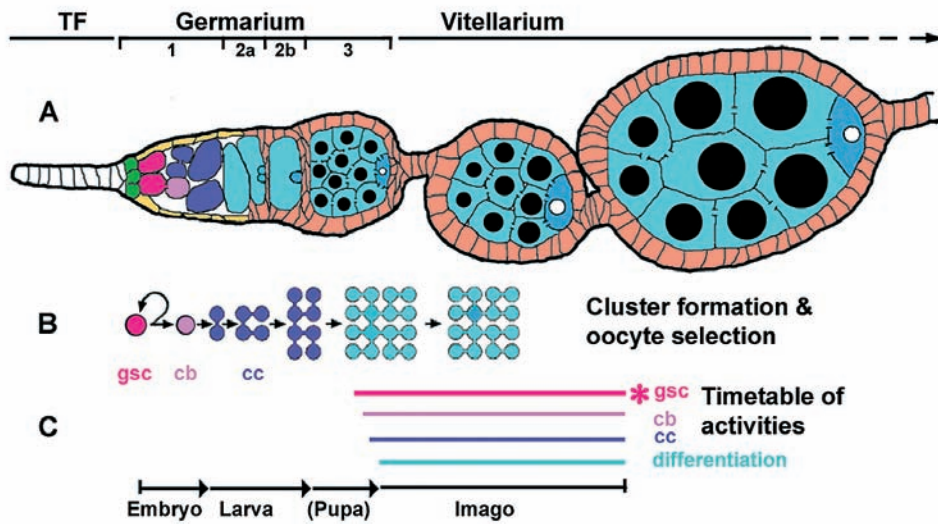 TF Germarium Vitellarium
1 2a 2b 3
A
B
Cluster formation &
oocyte selection
gsc cb cc
C
* gsc
cb
cc
differentiation
Timetable of
activities
Embryo Larva (Pupa) Imago